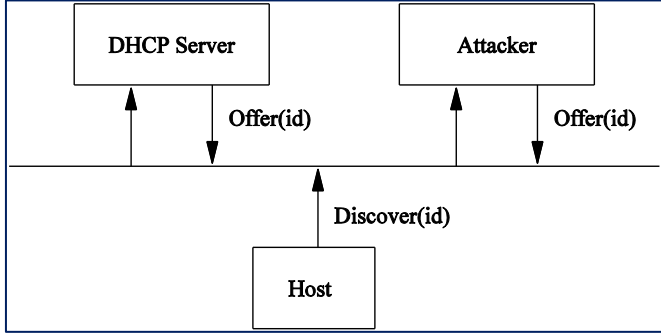 DHCP Server
Attacker
Offer(id)
Offer(id)
Discover(id)
Host